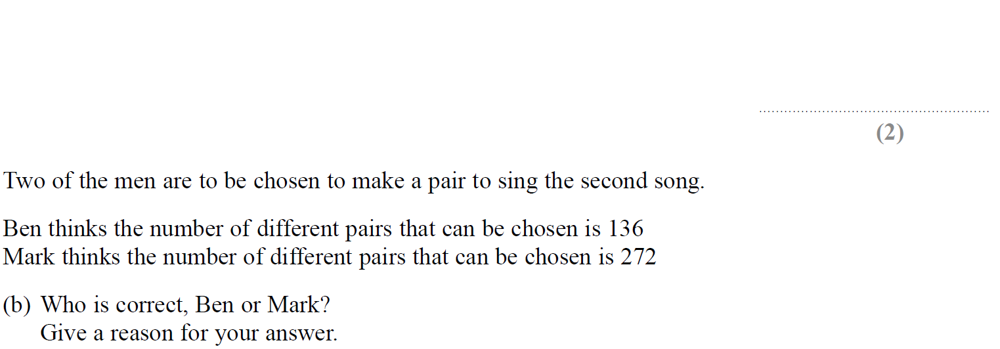 ....................................................
(2)
Two of the men are to be chosen to make a pair to sing the second song.
Ben thinks the number of different pairs that can be chosen is 136
Mark thinks the number of different pairs that can be chosen is 272
(b) Who is correct, Ben or Mark?
Give a reason for your answer.